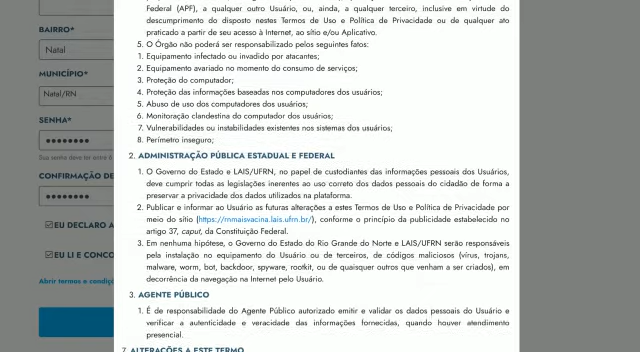 Federal (APF), a qualquer outro Usuário, ou, ainda, a qualquer terceiro, inclusive em virtude do
descumprimento do disposto nestes Termos de Uso e Política de Privacidade ou de qualquer ato
praticado a partir de seu acesso à Internet, ao sítio e/ou Aplicativo.
5. O Órgão não poderá ser responsabilizado pelos seguintes fatos:
1. Equipamento infectado ou invadido por atacantes;
2. Equipamento avariado no momento do consumo de serviços;
3. Proteção do computador;
4. Proteção das informações baseadas nos computadores dos usuários;
5. Abuso de uso dos computadores dos usuários;
6. Monitoração clandestina do computador dos usuários;
7. Vulnerabilidades ou instabilidades existentes nos sistemas dos usuários;
8. Perímetro inseguro;
2. ADMINISTRAÇÃO PÚBLICA ESTADUAL E FEDERAL
1. O Governo do Estado e LAIS/UFRN, no papel de custodiantes das informações pessoais dos Usuários,
deve cumprir todas as legislações inerentes ao uso correto dos dados pessoais do cidadão de forma a
preservar a privacidade dos dados utilizados na plataforma.
2. Publicar e informar ao Usuário as futuras alterações a estes Termos de Uso e Política de Privacidade por
meio do sítio (https://rnmaisvacina.lais.ufrn.br/), conforme o princípio da publicidade estabelecido no
artigo 37, caput, da Constituição Federal.
3. Em nenhuma hipótese, o Governo do Estado do Rio Grande do Norte e LAIS/UFRN serão responsáveis
pela instalação no equipamento do Usuário ou de terceiros, de códigos maliciosos (vírus, trojans,
malware, worm, bot, backdoor, spyware, rootkit, ou de quaisquer outros que venham a ser criados), em
decorrência da navegação na Internet pelo Usuário.
3. AGENTE PÚBLICO
1. É de responsabilidade do Agente Público autorizado emitir e validar os dados pessoais do Usuário e
verificar a autenticidade e veracidade das informações fornecidas, quando houver atendimento
presencial.
7. ALTERAÇÕES A ESTE TERMO
BAIRRO*
Natal
MUNICÍPIO*
Natal/RN
SENHA*
Sua senha deve ter entre 6
CONFIRMAÇÃO DE
EU DECLARO A
EU LI E CONCO
Abrir termos e condiçõ